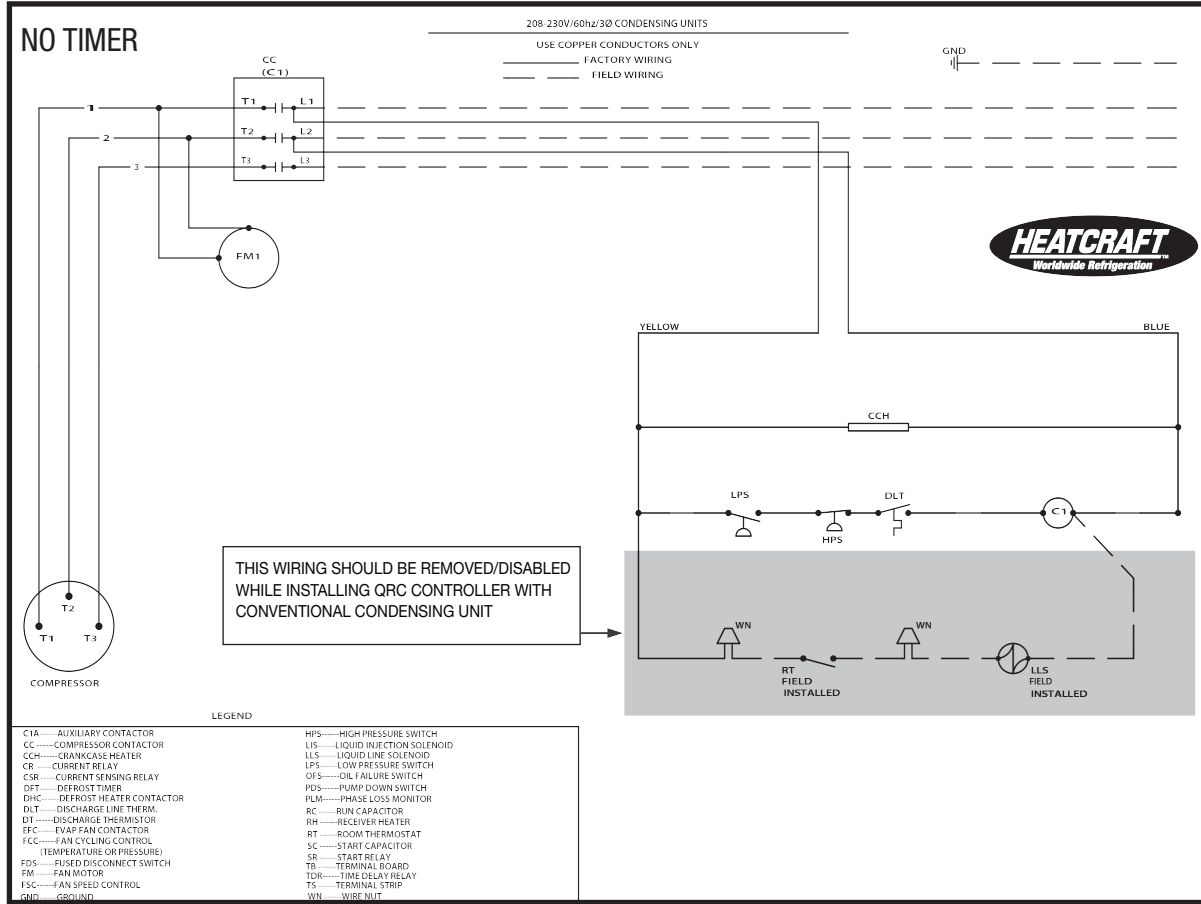 NO TIMER
208-230V/60hz/3Ø CONDENSING UNITS
USE COPPER CONDUCTORS ONLY
FACTORY WIRING
FIELD WIRING
GND
CC
(C1)
1
T1
L1
2
T2
L2
3
T3
L3
FM1
HEATCRAFT
TM
Worldwide Refrigeration
YELLOW
BLUE
CCH
LPS
HPS
DLT
C1
THIS WIRING SHOULD BE REMOVED/DISABLED
WHILE INSTALLING QRC CONTROLLER WITH
CONVENTIONAL CONDENSING UNIT
WN
RT
FIELD
INSTALLED
WN
LLS
FIELD
INSTALLED
T2
T1
T3
COMPRESSOR
LEGEND
C1A-----AUXILIARY CONTACTOR
CC ------COMPRESSOR CONTACTOR
CCH-----CRANKCASE HEATER
CR -----CURRENT RELAY
CSR -----CURRENT SENSING RELAY
DFT------DEFROST TIMER
DHC-----DEFROST HEATER CONTACTOR
DLT------DISCHARGE LINE THERM.
DT ------DISCHARGE THERMISTOR
EFC------EVAP FAN CONTACTOR
FCC------FAN CYCLING CONTROL
(TEMPERATURE OR PRESSURE)
FDS------FUSED DISCONNECT SWITCH
FM ------FAN MOTOR
FSC------FAN SPEED CONTROL
GND-----GROUND
HPS------HIGH PRESSURE SWITCH
LIS------LIQUID INJECTION SOLENOID
LLS------LIQUID LINE SOLENOID
LPS------LOW PRESSURE SWITCH
OFS------OIL FAILURE SWITCH
PDS------PUMP DOWN SWITCH
PLM------PHASE LOSS MONITOR
RC ------RUN CAPACITOR
RH ------RECEIVER HEATER
RT ------ROOM THERMOSTAT
SC ------START CAPACITOR
SR ------START RELAY
TB ------TERMINAL BOARD
TDR------TIME DELAY RELAY
TS ------TERMINAL STRIP
WN ------WIRE NUT